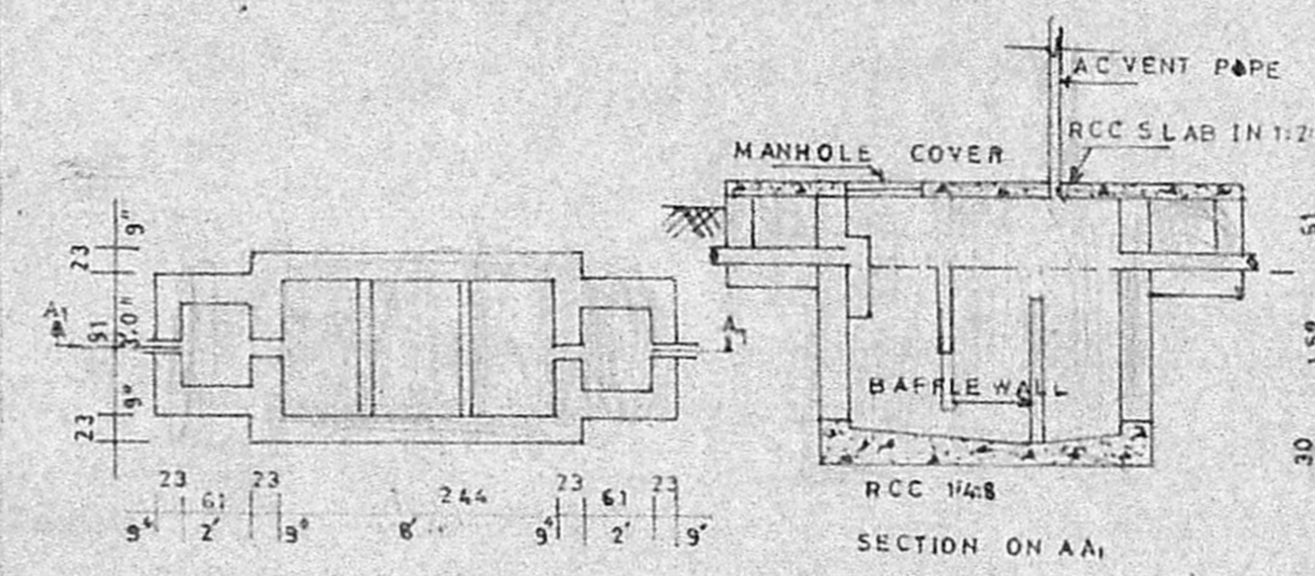 AC VENT POPE
RCC SLAB IN 1:2
MANHOLE COVER
9"
23
A1
91
3'.0"
9"
23
A1
BAFFLE WALL
51
30
23
61
23
244
23
61
23
9"
2'
9"
8'
9"
2'
9'
RCC 1:4:8
SECTION ON AA1